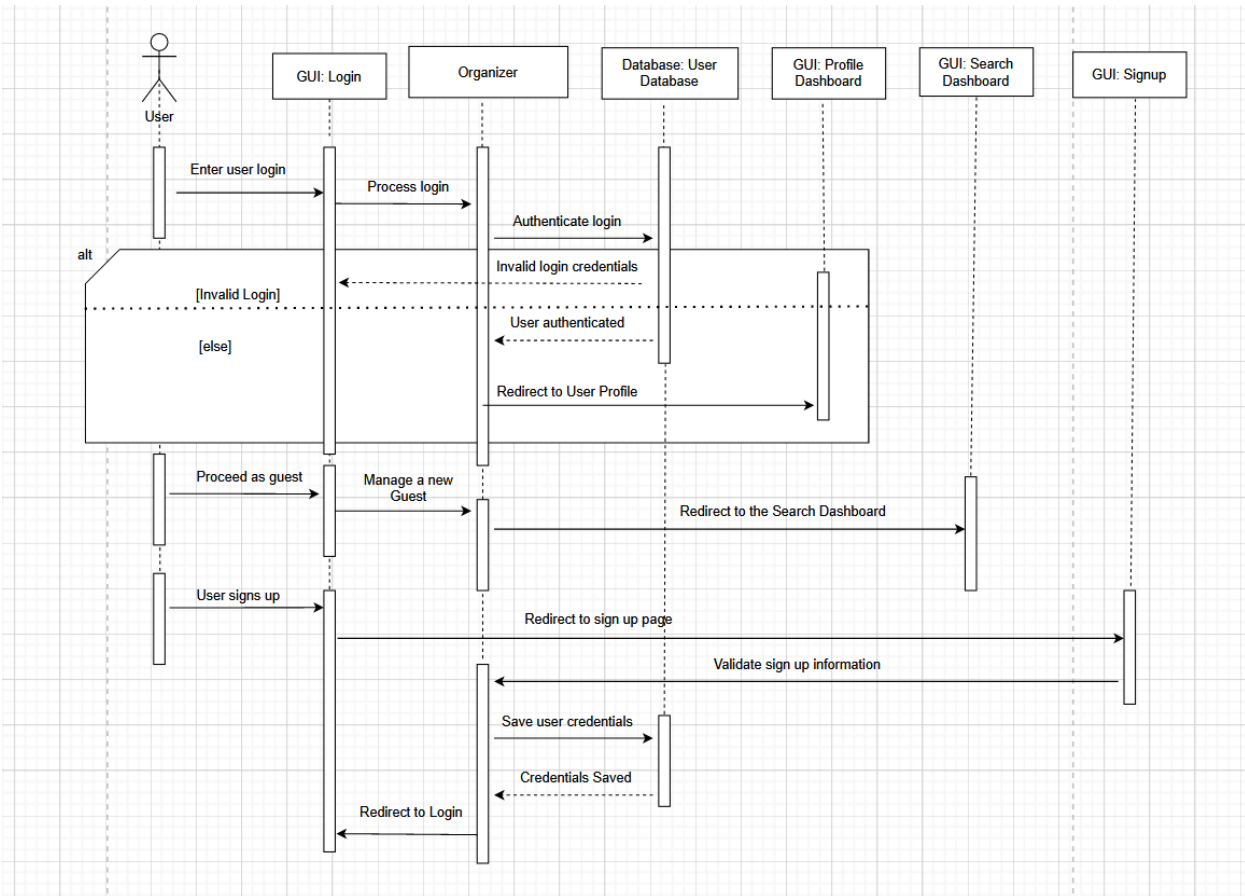 GUI: Login
Organizer
Database: User
Database
GUI: Profile
Dashboard
GUI: Search
Dashboard
GUI: Signup
User
Enter user login
Process login
Authenticate login
alt
Invalid login credentials
[Invalid Login]
User authenticated
[else]
Redirect to User Profile
Proceed as guest
Manage a new
Guest
Redirect to the Search Dashboard
User signs up
Redirect to sign up page
Validate sign up information
Save user credentials
Credentials Saved
Redirect to Login